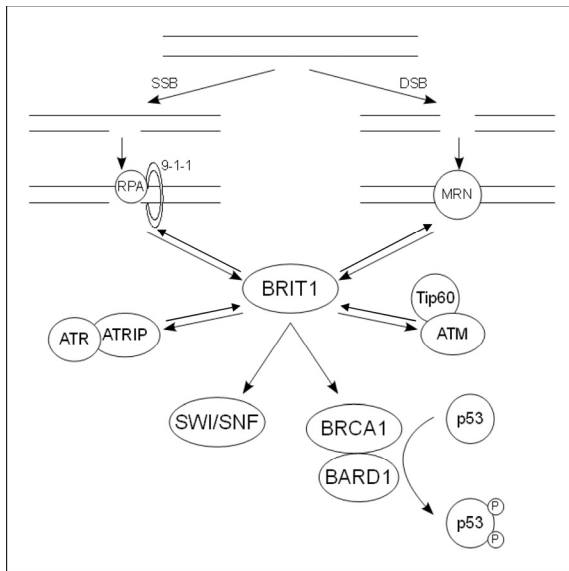 SSB
DSB
9-1-1
RPA
MRN
BRIT1
Tip60
ATR
ATRIP
ATM
SWI/SNF
BRCA1
p53
BARD1
P
p53
P